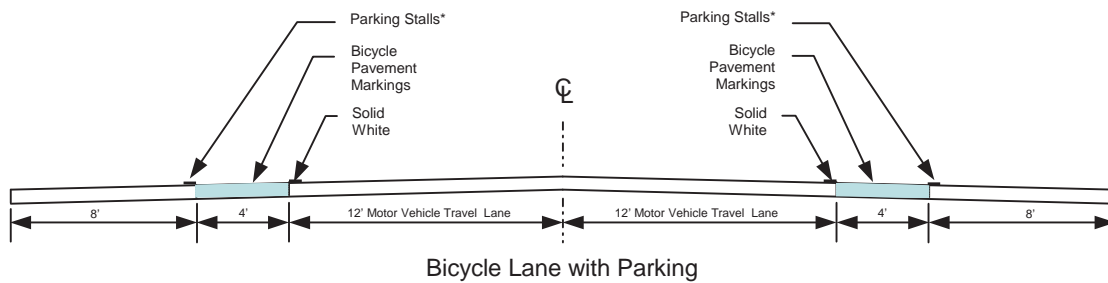 Parking Stalls*
Bicycle
Pavement
Markings
Solid
White
℄
Parking Stalls*
Bicycle
Pavement
Markings
Solid
White
8'
4'
12' Motor Vehicle Travel Lane
12' Motor Vehicle Travel Lane
4'
8'
Bicycle Lane with Parking